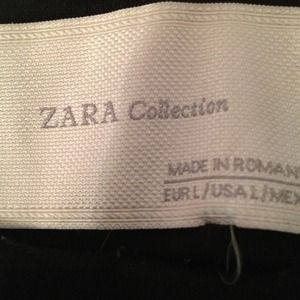 ZARA Collection
MADE IN ROMAN
EUR L/USA L/MEX